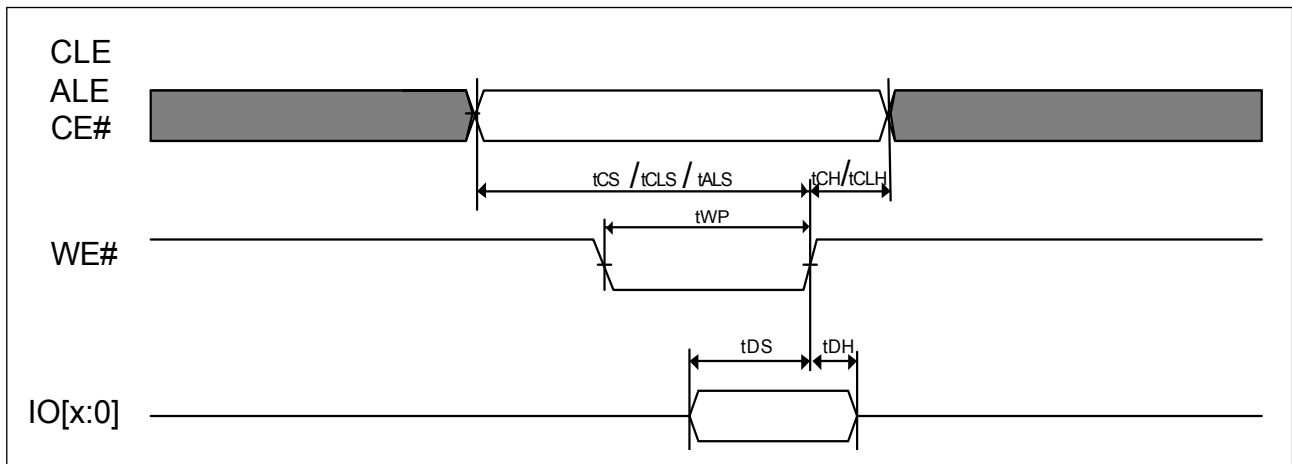 CLE
ALE
CE#
tCS / tCLS / tALS
tCH/tCLH
tWP
WE#
tDS
tDH
IO[x:0]